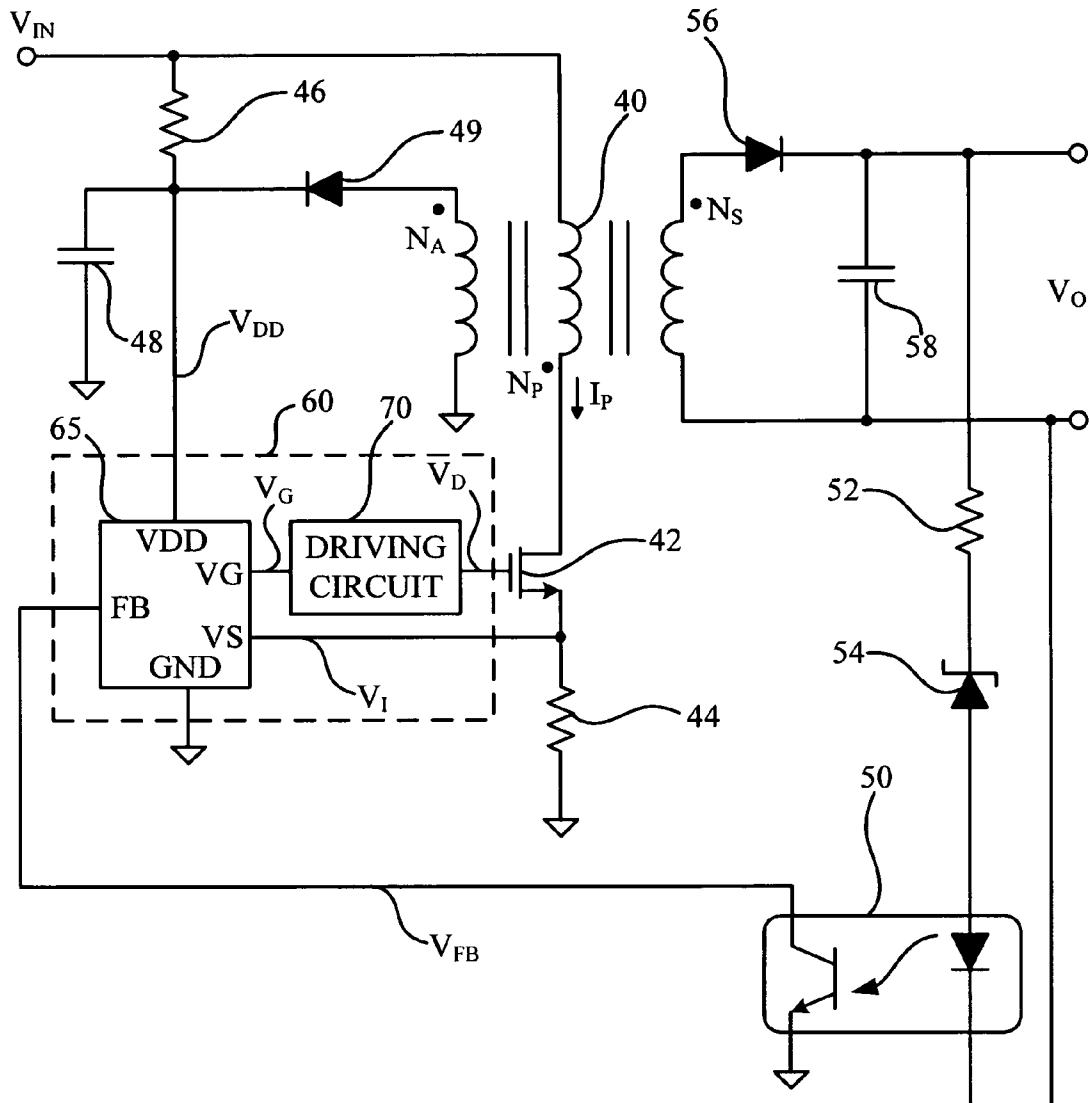 V_IN
46
49
40
56
N_A
N_S
48
V_DD
58
V_O
N_P
I_P
60
65
70
V_G
V_D
52
VDD
VG
DRIVING
CIRCUIT
42
FB
VS
GND
V_I
44
54
50
V_FB